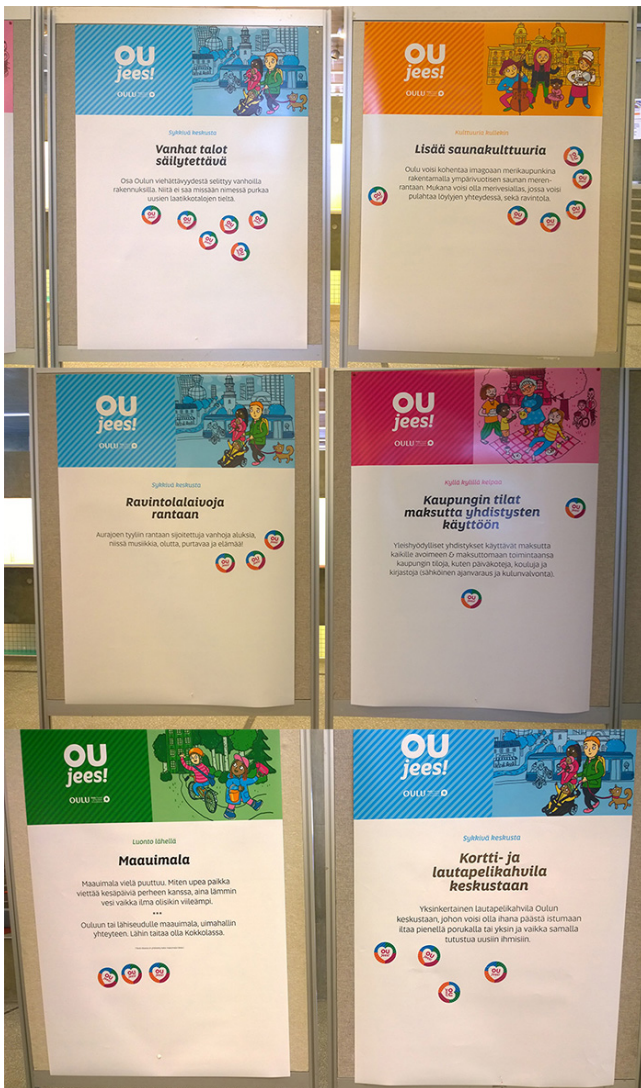 OU
jees!
OULU
Sykkivä keskusta
Vanhat talot
säilytettävä
Osa Oulun viehättävyydestä selittyy vanhoilla
rakennuksilla. Niitä ei saa missään nimessä purkaa
uusien laatikkotalojen tieltä.
OU
jees!
OULU
Kulttuuria kaikkiin
Lisää saunakulttuuria
Oulu voisi kohentaa imagoaan merikaupunkina
rakentamalla ympärivuotisen saunan meren-
rantaan. Mukana voisi olla merivesiallas, jossa voisi
pulahtaa löylyjen yhteydessä, sekä ravintola.
OU
jees!
OULU
Sykkivä keskusta
Ravintolalaivoja
rantaan
Aurajoen tyyliin rantaan sijoitettuja vanhoja aluksia,
niissä musiikkia, olutta, purtavaa ja elämää!
OU
jees!
OULU
Kyllä kylillä kelpaa
Kaupungin tilat
maksutta yhdistysten
käyttöön
Yleishyödylliset yhdistykset käyttävät maksutta
kaikille avoimeen & maksuttomaan toimintaansa
kaupungin tiloja, kuten päiväkoteja, kouluja ja
kirjastoja (sähköinen ajanvaraus ja kulunvalvonta).
OU
jees!
OULU
Luonto lähellä
Maauimala
Maauimala vielä puuttuu. Miten upea paikka
viettää kesäpäiviä perheen kanssa, aina lämmin
vesi vaikka ilma olisikin viileämpi.
***
Ouluun tai lähiseudulle maauimala, uimahallin
yhteyteen. Lähin taitaa olla Kokkolassa.
OU
jees!
OULU
Sykkivä keskusta
Kortti- ja
lautapelikahvila
keskustaan
Yksinkertainen lautapelikahvila Oulun
keskustaan, johon voisi olla ihana päästä istumaan
iltaa pienellä porukalla tai yksin ja vaikka samalla
tutustua uusiin ihmisiin.